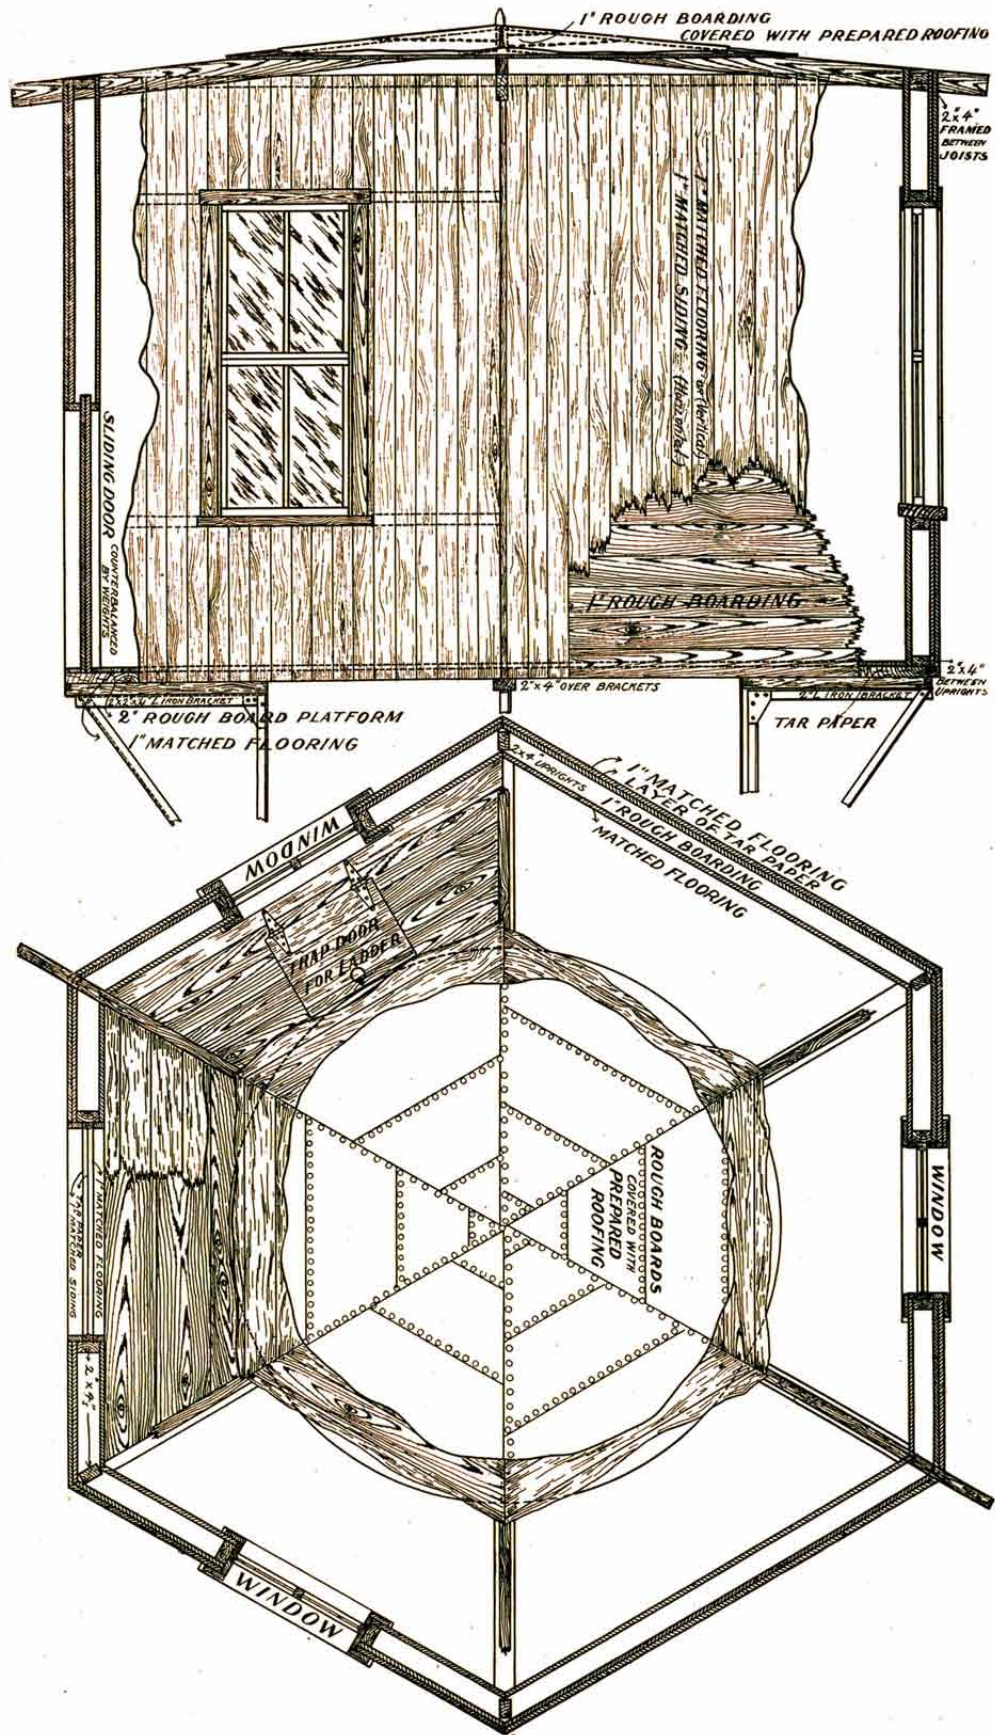 1" ROUGH BOARDING
COVERED WITH PREPARED ROOFING
2"x4"
FRAMED
BETWEEN
JOISTS
1" MATCHED FLOORING or (Vertical)
1" MATCHED SIDING (Horizontal)
SLIDING DOOR
COUNTERBALANCED
BY WEIGHTS
1" ROUGH BOARDING
2"x4" OVER BRACKETS
2"x4"
BETWEEN
UPRIGHTS
L IRON BRACKET
2" L IRON BRACKET
2" ROUGH BOARD PLATFORM
1" MATCHED FLOORING
TAR PAPER
2x4" UPRIGHTS
1" MATCHED FLOORING
LAYER OF TAR PAPER
1" ROUGH BOARDING
MATCHED FLOORING
WINDOW
TRAP DOOR
FOR LADDER
ROUGH BOARDS
COVERED WITH
PREPARED
ROOFING
WINDOW
1" MATCHED FLOORING
TAR PAPER
1" MATCHED SIDING
2"x4"s
WINDOW